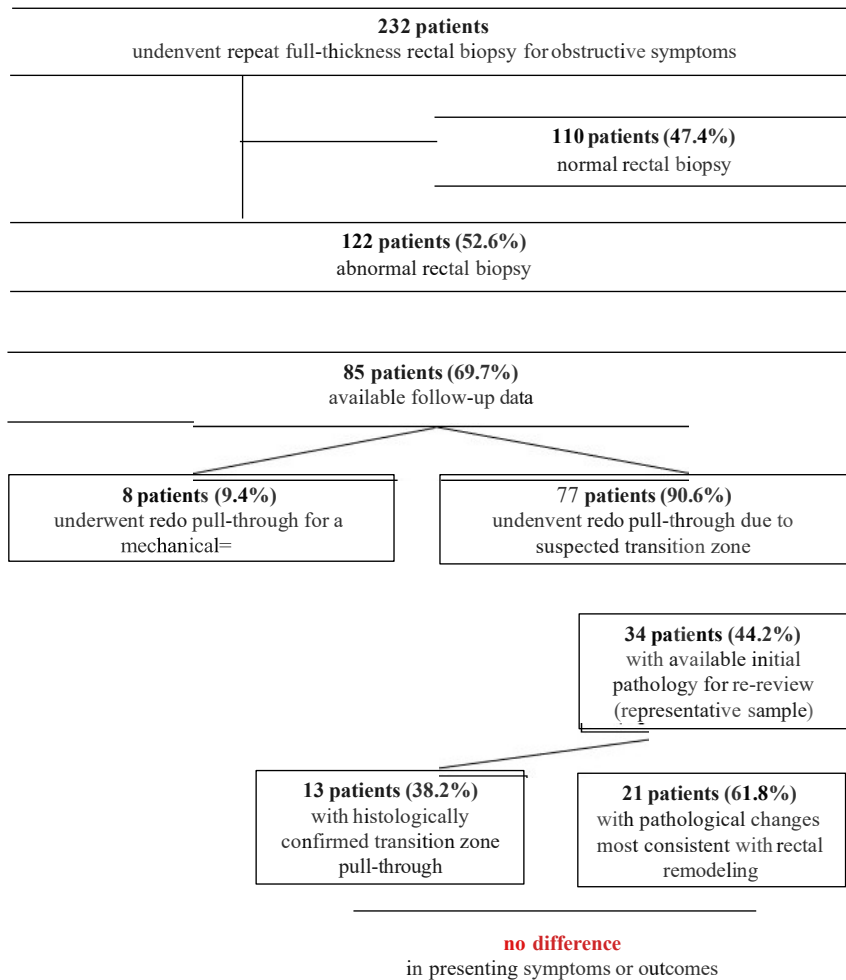 232 patients
undenvent repeat full-thickness rectal biopsy for obstructive symptoms
110 patients (47.4%)
normal rectal biopsy
122 patients (52.6%)
abnormal rectal biopsy
85 patients (69.7%)
available follow-up data
8 patients (9.4%)
underwent redo pull-through for a
mechanical=
77 patients (90.6%)
undenvent redo pull-through due to
suspected transition zone
34 patients (44.2%)
with available initial
pathology for re-review
(representative sample)
13 patients (38.2%)
with histologically
confirmed transition zone
pull-through
21 patients (61.8%)
with pathological changes
most consistent with rectal
remodeling
no difference
in presenting symptoms or outcomes